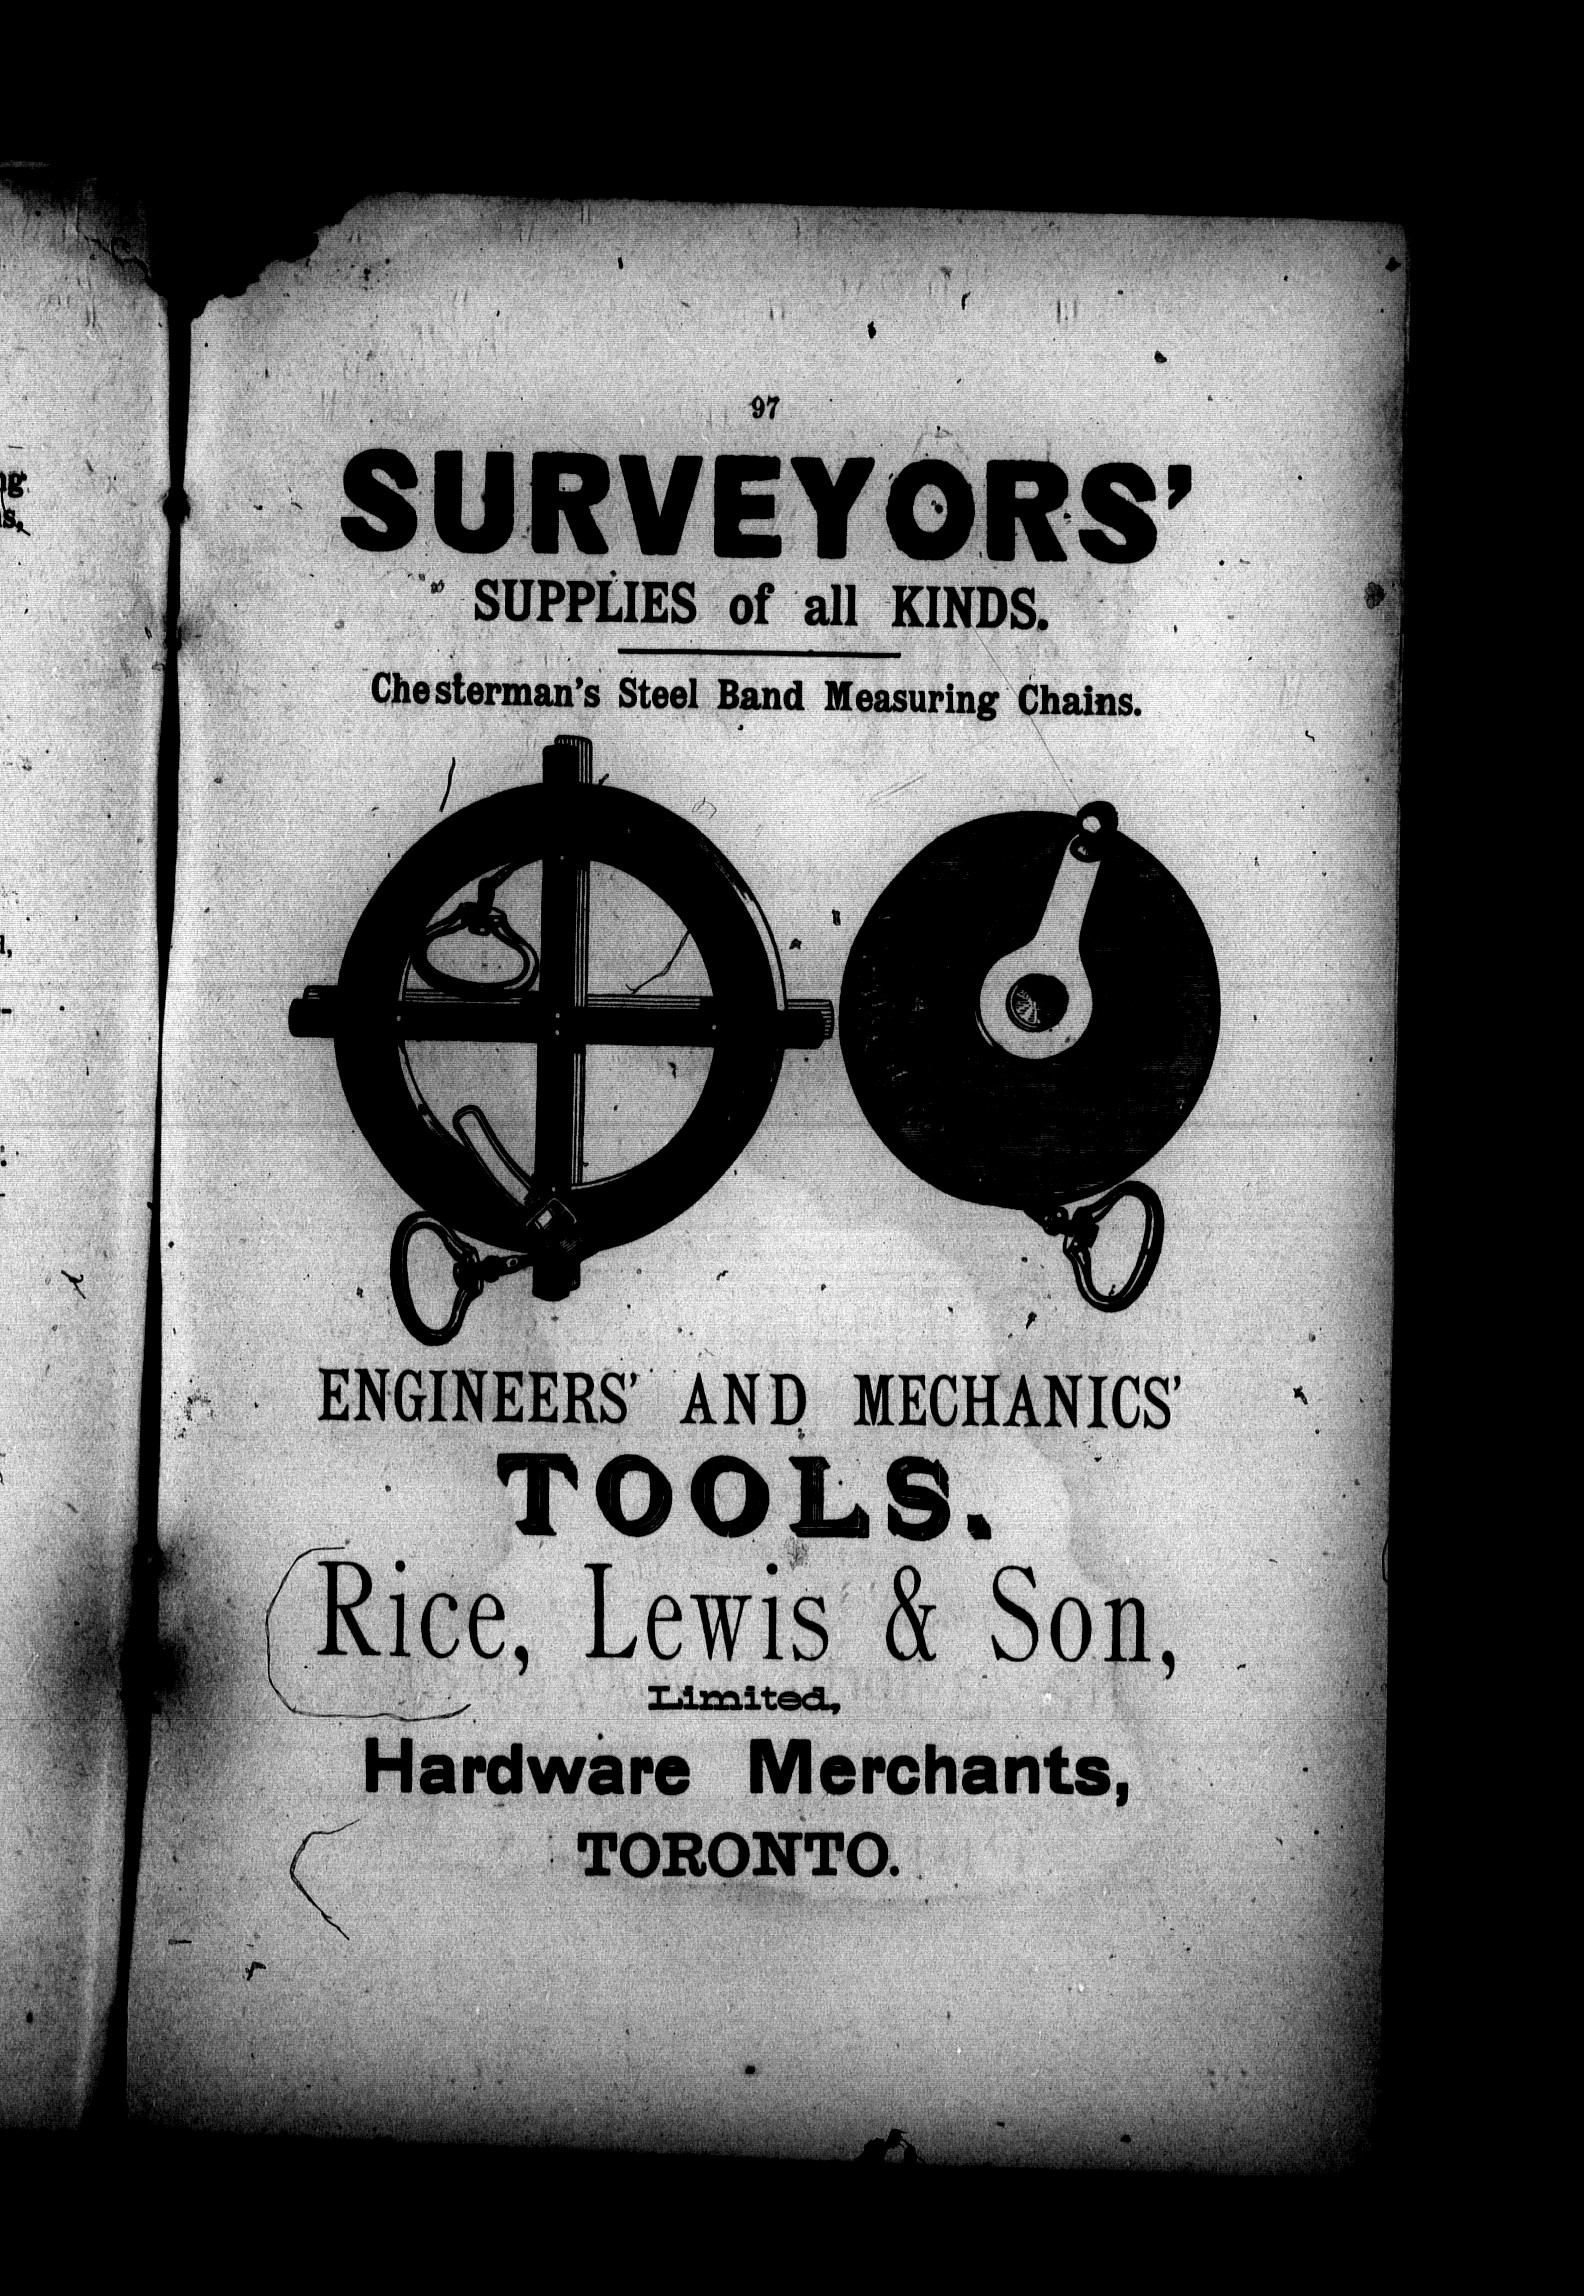 97
SURVEYORS'
SUPPLIES of all KINDS.
Chesterman's Steel Band Measuring Chains.
ENGINEERS' AND MECHANICS'
TOOLS.
Rice, Lewis & Son,
Limited,
Hardware Merchants,
TORONTO.